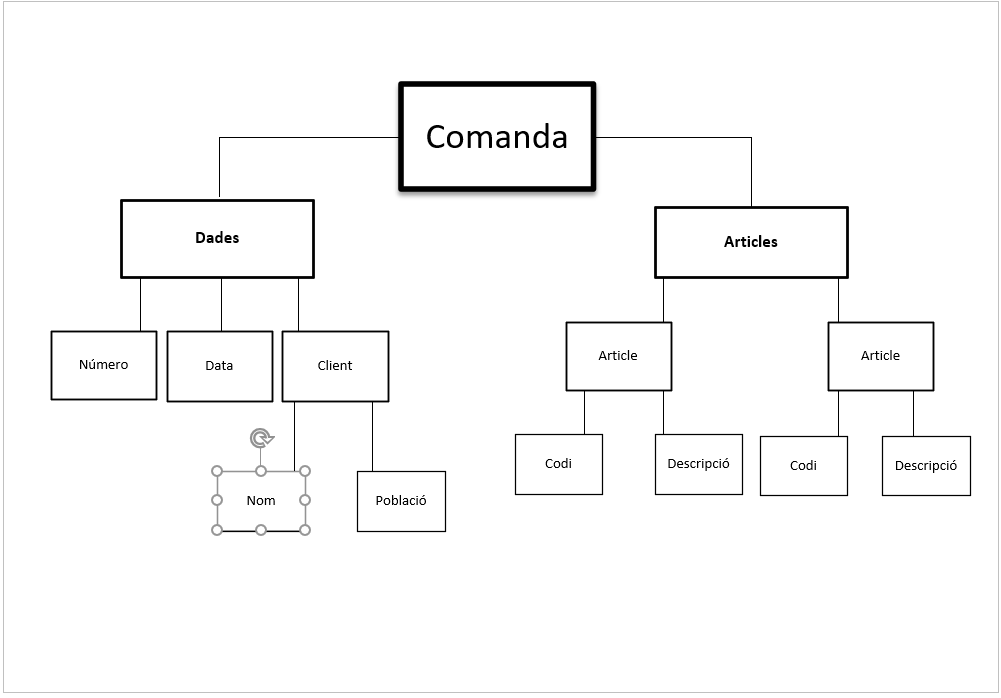 Comanda
Dades
Articles
Número
Data
Client
Article
Article
Codi
Descripció
Codi
Descripció
Nom
Població